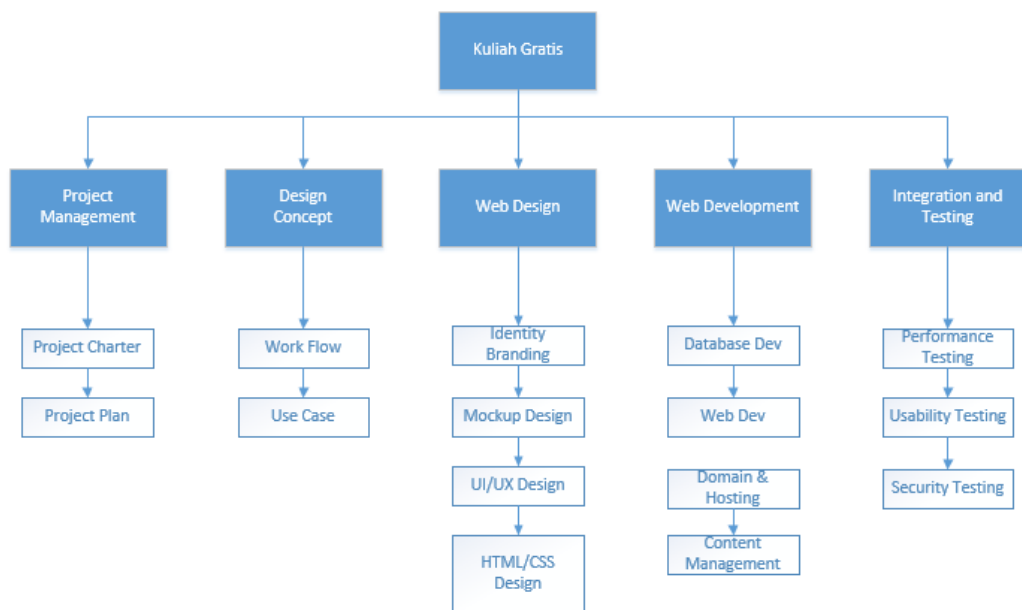 Kuliah Gratis
Project
Management
Design
Concept
Web Design
Web Development
Integration and
Testing
Project Charter
Project Plan
Work Flow
Use Case
Identity
Branding
Mockup Design
UI/UX Design
HTML/CSS
Design
Database Dev
Web Dev
Domain &
Hosting
Content
Management
Performance
Testing
Usability Testing
Security Testing